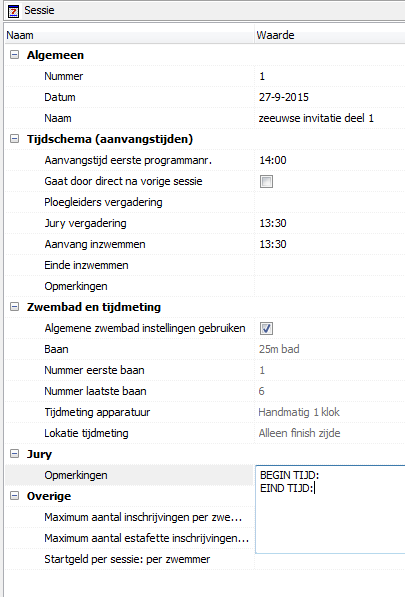 Sessie
Naam Waarde
Algemeen
Nummer 1
Datum 27-9-2015
Naam zeeuwse invitatie deel 1
Tijdschema (aanvangstijden)
Aanvangstijd eerste programmanr. 14:00
Gaat door direct na vorige sessie
Ploegleiders vergadering
Jury vergadering 13:30
Aanvang inzwemmen 13:30
Einde inzwemmen
Opmerkingen
Zwembad en tijdmeting
Algemene zwembad instellingen gebruiken
Baan 25m bad
Nummer eerste baan 1
Nummer laatste baan 6
Tijdmeting apparatuur Handmatig 1 klok
Lokatie tijdmeting Alleen finish zijde
Jury
Opmerkingen BEGIN TIJD:
EIND TIJD:
Overige
Maximum aantal inschrijvingen per zwe...
Maximum aantal estafette inschrijvingen...
Startgeld per sessie: per zwemmer